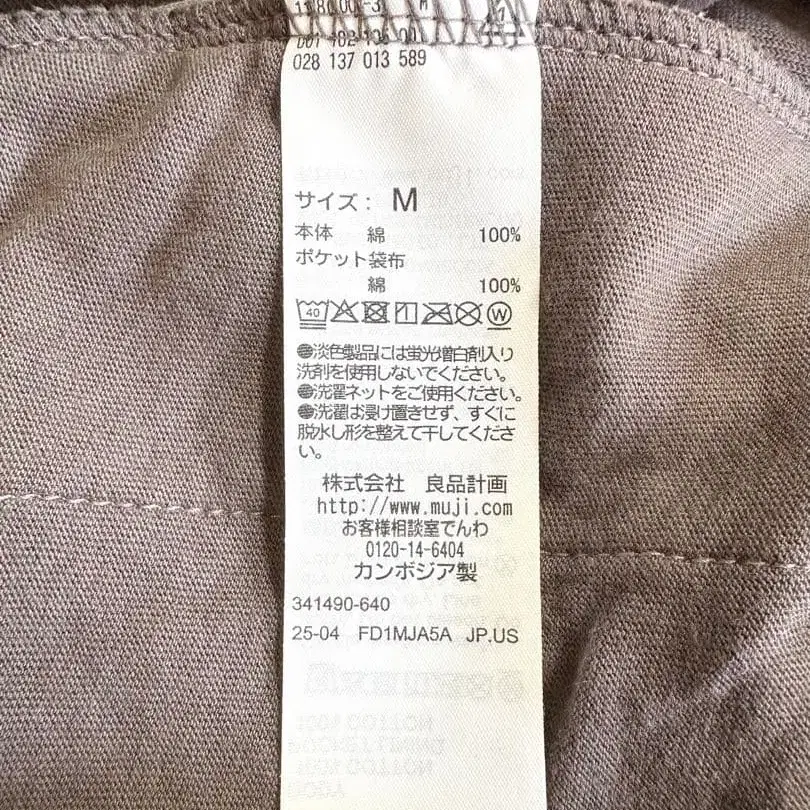 028 137 013 589
サイズ： M
本体 綿 100%
ポケット袋布
綿 100%
40
W
●淡色製品には蛍光増白剤入り
洗剤を使用しないでください。
●洗濯ネットをご使用ください。
●洗濯は浸け置きせず、すぐに
脱水し形を整えて干してくださ
い。
株式会社 良品計画
http://www.muji.com
お客様相談室でんわ
0120-14-6404
カンボジア製
341490-640
25-04 FD1MJA5A JP.US